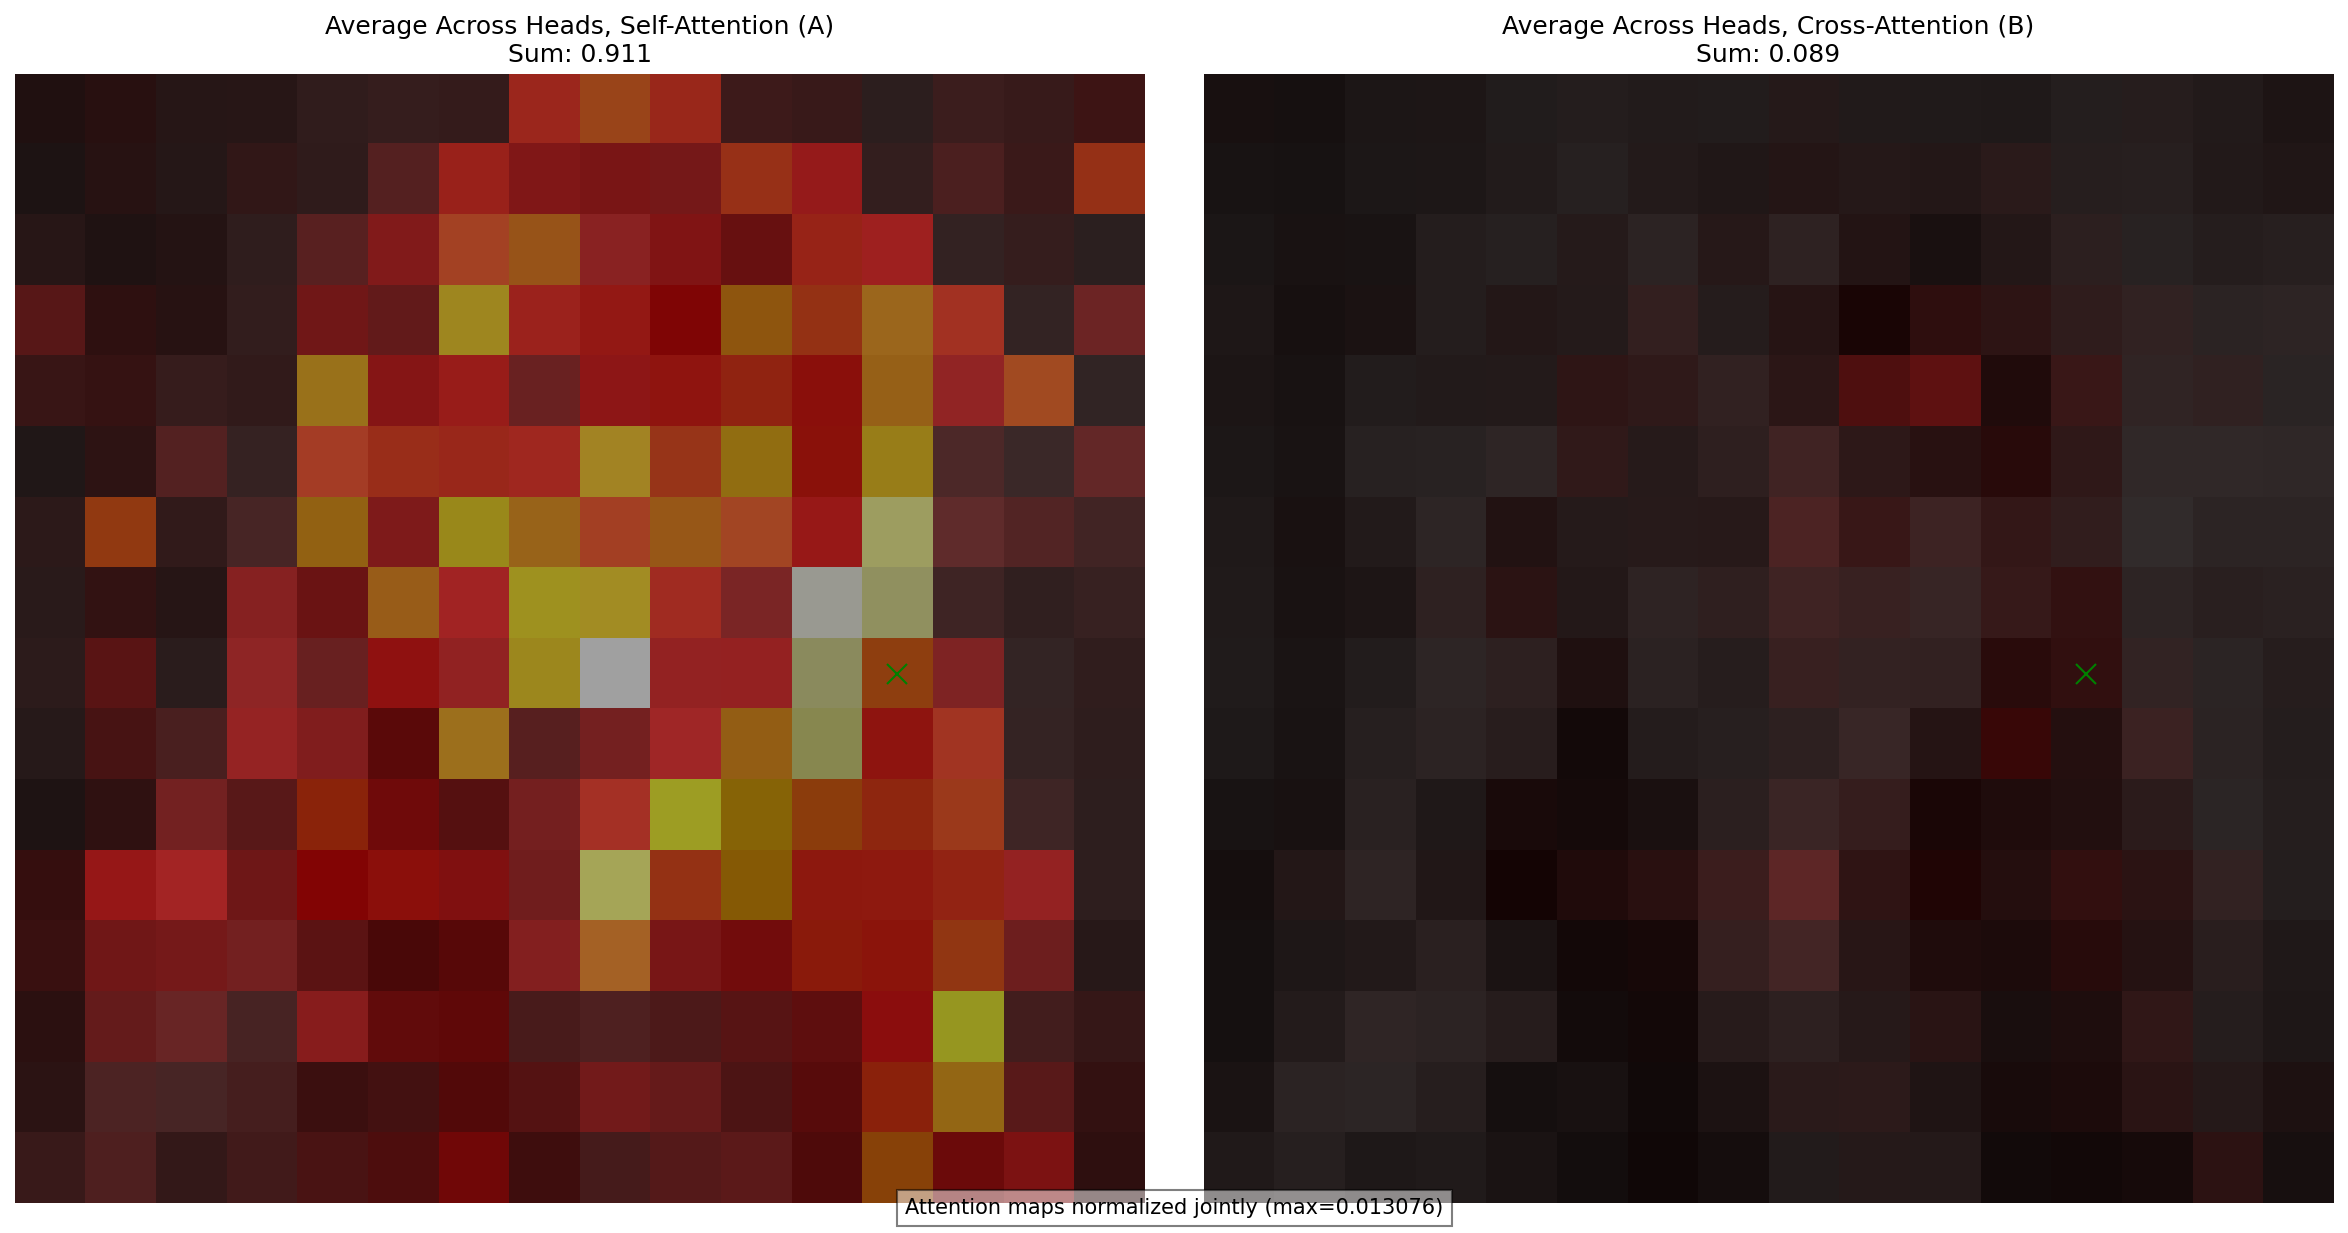 Average Across Heads, Self-Attention (A)
Sum: 0.911
Average Across Heads, Cross-Attention (B)
Sum: 0.089
Attention maps normalized jointly (max=0.013076)